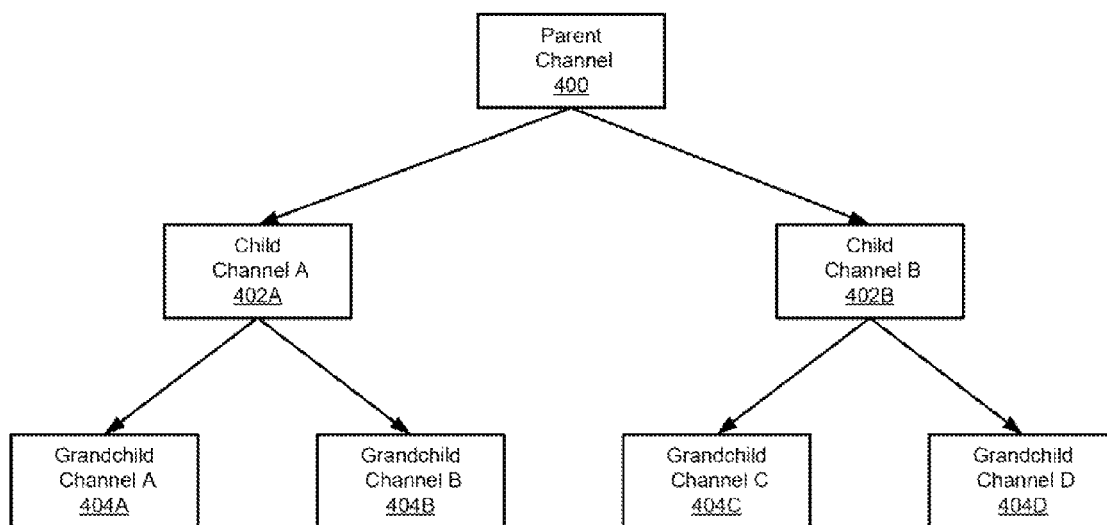 Parent
Channel
400
Child
Channel A
402A
Child
Channel B
402B
Grandchild
Channel A
404A
Grandchild
Channel B
404B
Grandchild
Channel C
404C
Grandchild
Channel D
404D